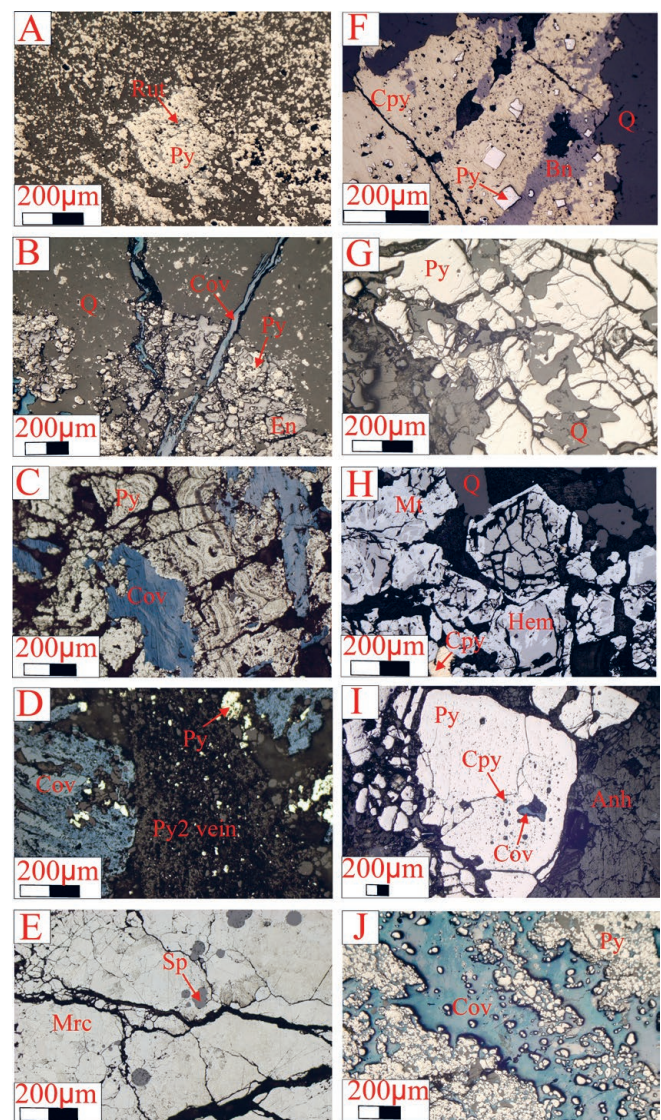 A
Rut
Py
200µm
B
Q
Cov
Py
En
200µm
C
Py
Cov
200µm
D
Py
Cov
Py2 vein
200µm
E
Sp
Mrc
200µm
F
Cpy
Q
Py
Bn
200µm
G
Py
Q
200µm
H
Q
Mt
Hem
Cpy
200µm
I
Py
Cpy
Anh
Cov
200µm
J
Py
Cov
200µm